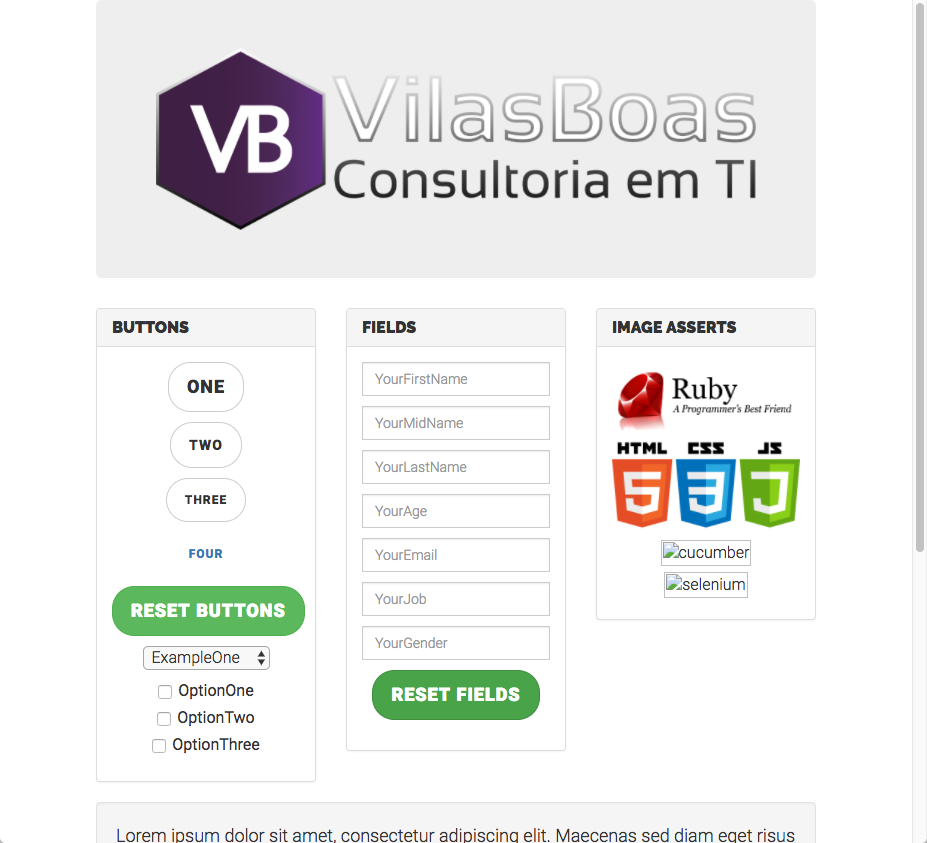 VB
VilasBoas
Consultoria em TI
BUTTONS
ONE
TWO
THREE
FOUR
RESET BUTTONS
ExampleOne
OptionOne
OptionTwo
OptionThree
FIELDS
YourFirstName
YourMidName
YourLastName
YourAge
YourEmail
YourJob
YourGender
RESET FIELDS
IMAGE ASSERTS
Ruby
A Programmer's Best Friend
HTML CSS JS
5 3 J
cucumber
selenium
Lorem ipsum dolor sit amet, consectetur adipiscing elit. Maecenas sed diam eget risus